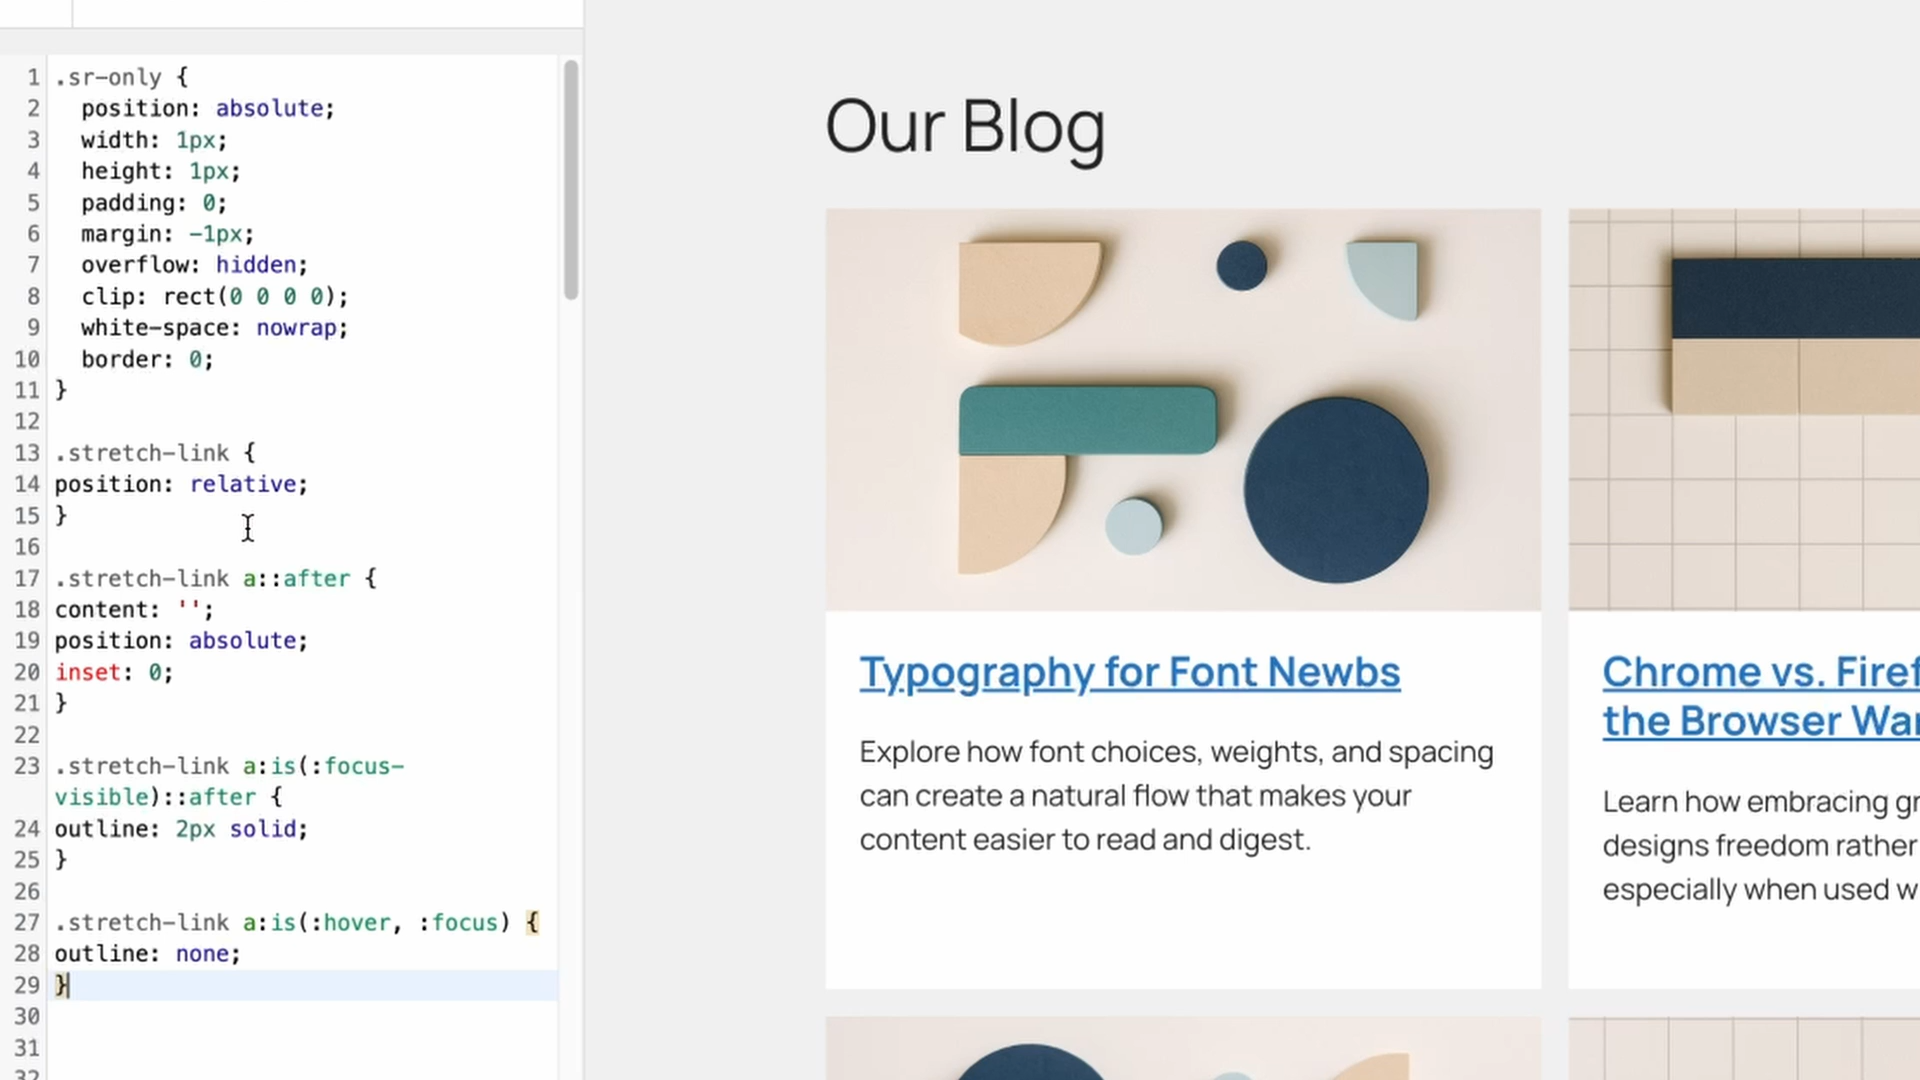 1 .sr-only {
2 position: absolute;
3 width: 1px;
4 height: 1px;
5 padding: 0;
6 margin: -1px;
7 overflow: hidden;
8 clip: rect(0 0 0 0);
9 white-space: nowrap;
10 border: 0;
11 }
12
13 .stretch-link {
14 position: relative;
15 }
16
17 .stretch-link a::after {
18 content: '';
19 position: absolute;
20 inset: 0;
21 }
22
23 .stretch-link a:is(:focus-
visible)::after {
24 outline: 2px solid;
25 }
26
27 .stretch-link a:is(:hover, :focus) {
28 outline: none;
29 }
30
31
32
Our Blog
Typography for Font Newbs
Explore how font choices, weights, and spacing
can create a natural flow that makes your
content easier to read and digest.
Chrome vs.
the Browser
Learn how embracing
designs freedom rather
especially when used